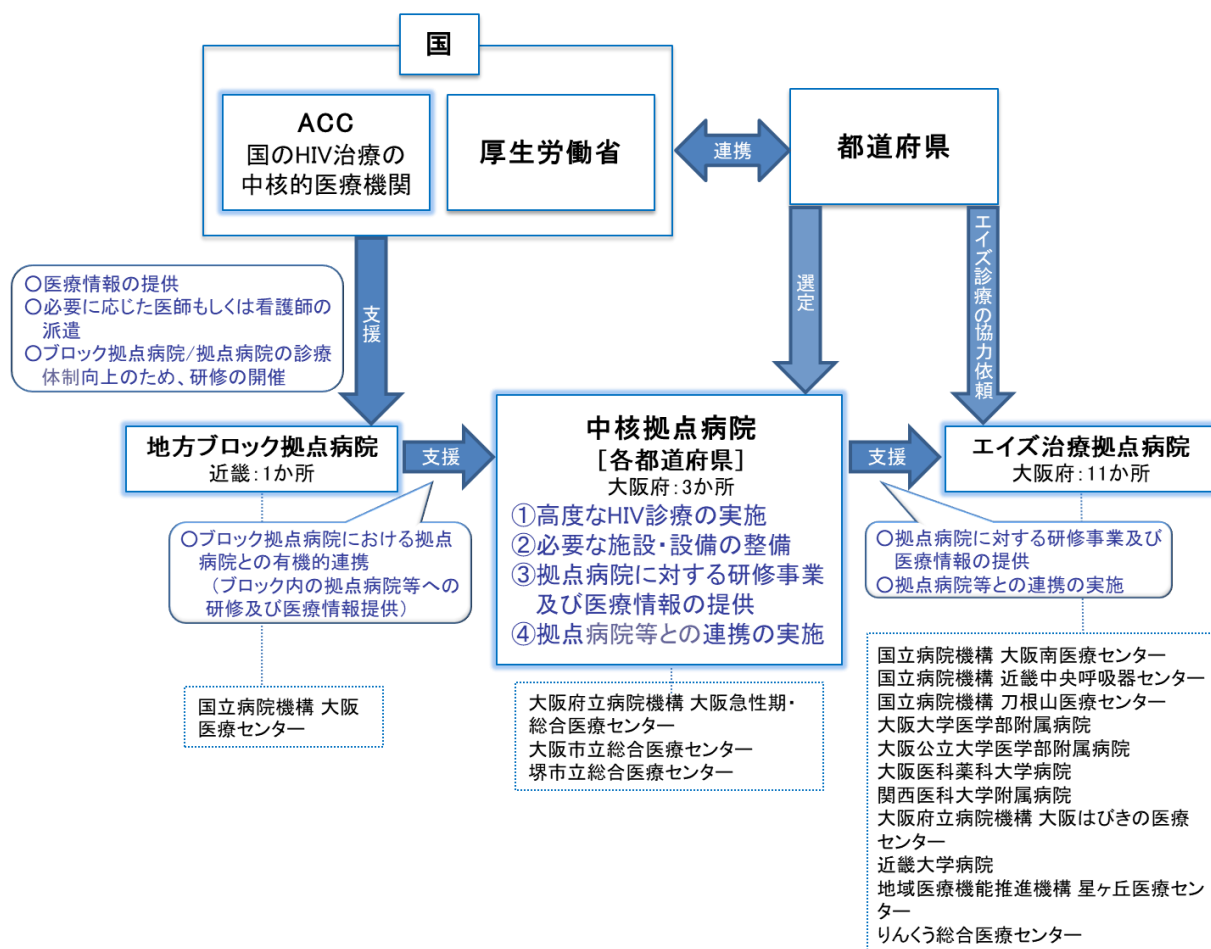 国
ACC
国のHIV治療の
中核的医療機関
厚生労働省
連携
都道府県
○医療情報の提供
○必要に応じた医師もしくは看護師の
派遣
○ブロック拠点病院/拠点病院の診療
体制向上のため、研修の開催
支援
選定
エイズ診療の協力依頼
地方ブロック拠点病院
近畿:1か所
支援
中核拠点病院
[各都道府県]
大阪府:3か所
①高度なHIV診療の実施
②必要な施設・設備の整備
③拠点病院に対する研修事業
及び医療情報の提供
④拠点病院等との連携の実施
支援
エイズ治療拠点病院
大阪府:11か所
○ブロック拠点病院における拠点
病院との有機的連携
(ブロック内の拠点病院等への
研修及び医療情報提供)
○拠点病院に対する研修事業及び
医療情報の提供
○拠点病院等との連携の実施
国立病院機構 大阪
医療センター
大阪府立病院機構 大阪急性期・
総合医療センター
大阪市立総合医療センター
堺市立総合医療センター
国立病院機構 大阪南医療センター
国立病院機構 近畿中央呼吸器センター
国立病院機構 刀根山医療センター
大阪大学医学部附属病院
大阪公立大学医学部附属病院
大阪医科薬科大学病院
関西医科大学附属病院
大阪府立病院機構 大阪はびきの医療
センター
近畿大学病院
地域医療機能推進機構 星ヶ丘医療セン
ター
りんくう総合医療センター